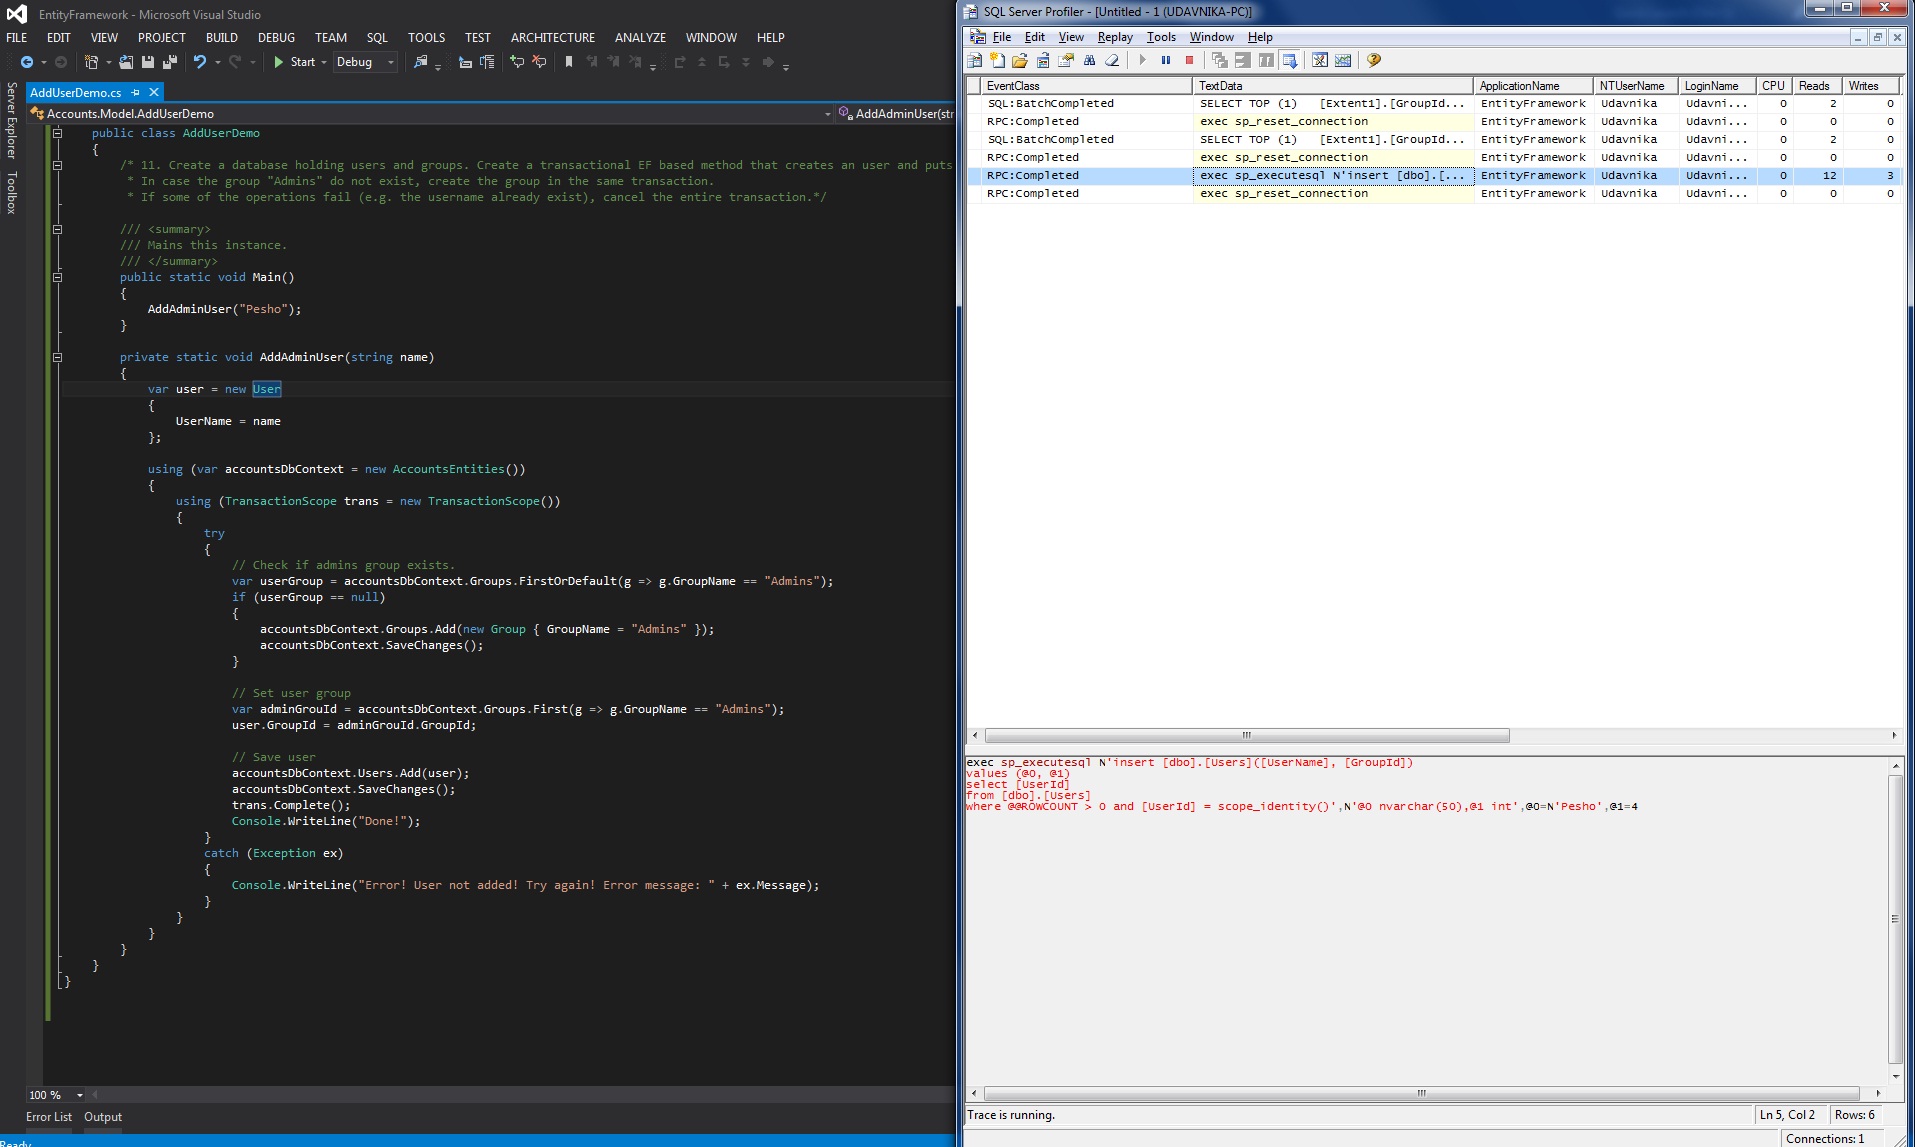 EntityFramework - Microsoft Visual Studio
FILE EDIT VIEW PROJECT BUILD DEBUG TEAM SQL TOOLS TEST ARCHITECTURE ANALYZE WINDOW HELP
Start Debug
Server Explorer
Toolbox
AddUserDemo.cs
Accounts.Model.AddUserDemo AddAdminUser(str
public class AddUserDemo
{
/* 11. Create a database holding users and groups. Create a transactional EF based method that creates an user and puts
* In case the group "Admins" do not exist, create the group in the same transaction.
* If some of the operations fail (e.g. the username already exist), cancel the entire transaction.*/
/// <summary>
/// Mains this instance.
/// </summary>
public static void Main()
{
AddAdminUser("Pesho");
}
private static void AddAdminUser(string name)
{
var user = new User
{
UserName = name
};
using (var accountsDbContext = new AccountsEntities())
{
using (TransactionScope trans = new TransactionScope())
{
try
{
// Check if admins group exists.
var userGroup = accountsDbContext.Groups.FirstOrDefault(g => g.GroupName == "Admins");
if (userGroup == null)
{
accountsDbContext.Groups.Add(new Group { GroupName = "Admins" });
accountsDbContext.SaveChanges();
}
// Set user group
var adminGrouId = accountsDbContext.Groups.First(g => g.GroupName == "Admins");
user.GroupId = adminGrouId.GroupId;
// Save user
accountsDbContext.Users.Add(user);
accountsDbContext.SaveChanges();
trans.Complete();
Console.WriteLine("Done!");
}
catch (Exception ex)
{
Console.WriteLine("Error! User not added! Try again! Error message: " + ex.Message);
}
}
}
}
}
}
100 %
Error List Output
Ready
SQL Server Profiler - [Untitled - 1 (UDAVNIKA-PC)]
File Edit View Replay Tools Window Help
EventClass TextData ApplicationName NTUserName LoginName CPU Reads Writes
SQL:BatchCompleted SELECT TOP (1) [Extent1].[GroupId... EntityFramework Udavnika Udavni... 0 2 0
RPC:Completed exec sp_reset_connection EntityFramework Udavnika Udavni... 0 0 0
SQL:BatchCompleted SELECT TOP (1) [Extent1].[GroupId... EntityFramework Udavnika Udavni... 0 2 0
RPC:Completed exec sp_reset_connection EntityFramework Udavnika Udavni... 0 0 0
RPC:Completed exec sp_executesql N'insert [dbo].[... EntityFramework Udavnika Udavni... 0 12 3
RPC:Completed exec sp_reset_connection EntityFramework Udavnika Udavni... 0 0 0
exec sp_executesql N'insert [dbo].[Users]([UserName], [GroupId])
values (@0, @1)
select [UserId]
from [dbo].[Users]
where @@ROWCOUNT > 0 and [UserId] = scope_identity()',N'@0 nvarchar(50),@1 int',@0=N'Pesho',@1=4
Trace is running. Ln 5, Col 2 Rows: 6
Connections: 1